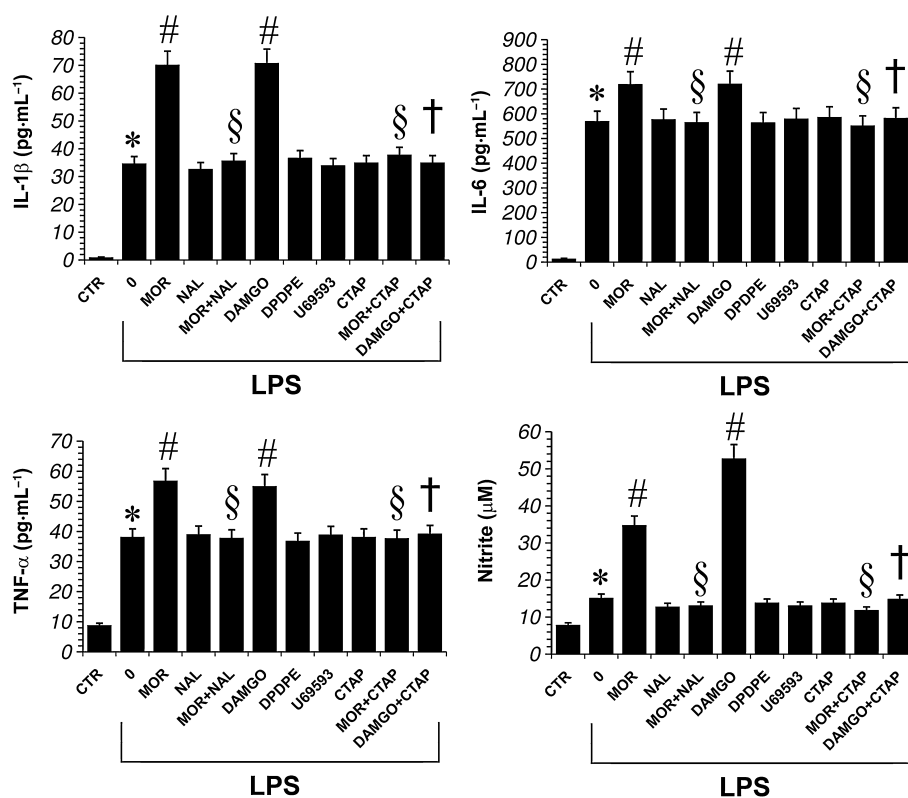 IL-1β (pg·mL⁻¹)
80
70
60
50
40
30
20
10
0
# #
* § § †
CTR 0 MOR NAL MOR+NAL DAMGO DPDPE U69593 CTAP MOR+CTAP DAMGO+CTAP
LPS
IL-6 (pg·mL⁻¹)
900
800
700
600
500
400
300
200
100
0
# #
* § § †
CTR 0 MOR NAL MOR+NAL DAMGO DPDPE U69593 CTAP MOR+CTAP DAMGO+CTAP
LPS
TNF-α (pg·mL⁻¹)
70
60
50
40
30
20
10
0
# #
* § § †
CTR 0 MOR NAL MOR+NAL DAMGO DPDPE U69593 CTAP MOR+CTAP DAMGO+CTAP
LPS
Nitrite (μM)
60
50
40
30
20
10
0
# #
* § § †
CTR 0 MOR NAL MOR+NAL DAMGO DPDPE U69593 CTAP MOR+CTAP DAMGO+CTAP
LPS